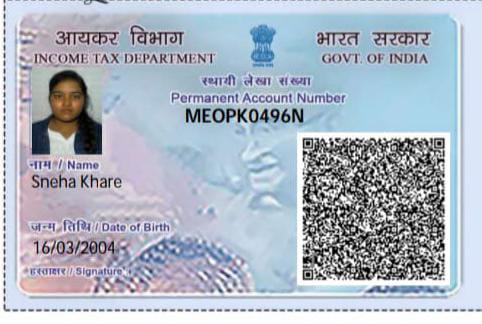 आयकर विभाग
INCOME TAX DEPARTMENT
भारत सरकार
GOVT. OF INDIA
स्थायी लेखा संख्या
Permanent Account Number
MEOPK0496N
नाम / Name
Sneha Khare
जन्म तिथि / Date of Birth
16/03/2004
हस्ताक्षर / Signature